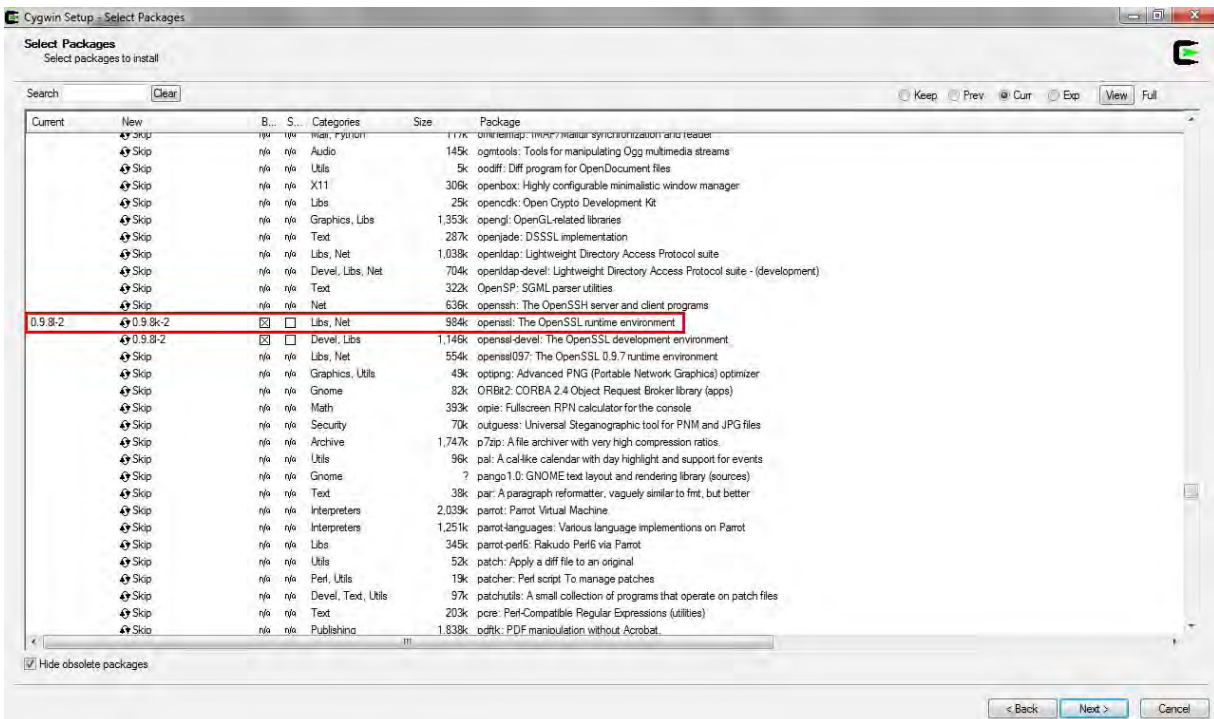 Cygwin Setup - Select Packages
Select Packages
Select packages to install
Search Clear Keep Prev Curr Exp View Full
Current New B... S... Categories Size Package
Skip n/a n/a Mail, Python 117k offlineimap: IMAP/Maildir synchronization and reader
Skip n/a n/a Audio 145k ogmtools: Tools for manipulating Ogg multimedia streams
Skip n/a n/a Utils 5k oodiff: Diff program for OpenDocument files
Skip n/a n/a X11 306k openbox: Highly configurable minimalistic window manager
Skip n/a n/a Libs 25k opencdk: Open Crypto Development Kit
Skip n/a n/a Graphics, Libs 1,353k opengl: OpenGL-related libraries
Skip n/a n/a Text 287k openjade: DSSSL implementation
Skip n/a n/a Libs, Net 1,038k openldap: Lightweight Directory Access Protocol suite
Skip n/a n/a Devel, Libs, Net 704k openldap-devel: Lightweight Directory Access Protocol suite - (development)
Skip n/a n/a Text 322k OpenSP: SGML parser utilities
Skip n/a n/a Net 636k openssh: The OpenSSH server and client programs
0.9.8l-2 0.9.8k-2 Libs, Net 984k openssl: The OpenSSL runtime environment
0.9.8l-2 Devel, Libs 1,146k openssl-devel: The OpenSSL development environment
Skip n/a n/a Libs, Net 554k openssl097: The OpenSSL 0.9.7 runtime environment
Skip n/a n/a Graphics, Utils 49k optipng: Advanced PNG (Portable Network Graphics) optimizer
Skip n/a n/a Gnome 82k ORBit2: CORBA 2.4 Object Request Broker library (apps)
Skip n/a n/a Math 393k orpie: Fullscreen RPN calculator for the console
Skip n/a n/a Security 70k outguess: Universal Steganographic tool for PNM and JPG files
Skip n/a n/a Archive 1,747k p7zip: A file archiver with very high compression ratios.
Skip n/a n/a Utils 96k pal: A cal-like calendar with day highlight and support for events
Skip n/a n/a Gnome ? pango1.0: GNOME text layout and rendering library (sources)
Skip n/a n/a Text 38k par: A paragraph reformatter, vaguely similar to fmt, but better
Skip n/a n/a Interpreters 2,039k parrot: Parrot Virtual Machine
Skip n/a n/a Interpreters 1,251k parrot-languages: Various language implementions on Parrot
Skip n/a n/a Libs 345k parrot-perl6: Rakudo Perl6 via Parrot
Skip n/a n/a Utils 52k patch: Apply a diff file to an original
Skip n/a n/a Perl, Utils 19k patcher: Perl script To manage patches
Skip n/a n/a Devel, Text, Utils 97k patchutils: A small collection of programs that operate on patch files
Skip n/a n/a Text 203k pcre: Perl-Compatible Regular Expressions (utilities)
Skip n/a n/a Publishing 1,838k pdftk: PDF manipulation without Acrobat.
Hide obsolete packages
< Back Next > Cancel